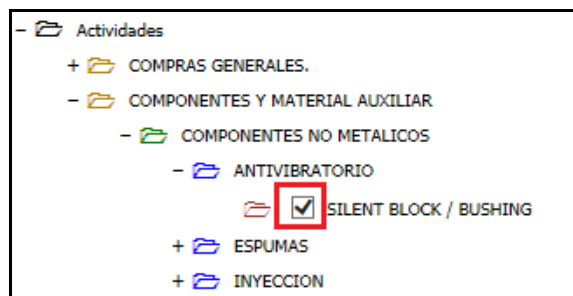 − Actividades
+ COMPRAS GENERALES.
− COMPONENTES Y MATERIAL AUXILIAR
− COMPONENTES NO METALICOS
− ANTIVIBRATORIO
SILENT BLOCK / BUSHING
+ ESPUMAS
+ INYECCION